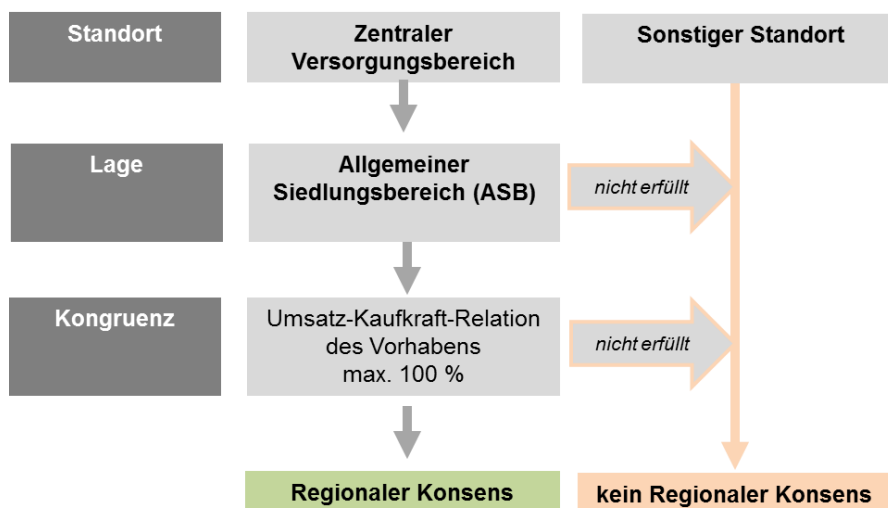 Standort
Zentraler
Versorgungsbereich
Sonstiger Standort
Lage
Allgemeiner
Siedlungsbereich (ASB)
nicht erfüllt
Kongruenz
Umsatz-Kaufkraft-Relation
des Vorhabens
max. 100 %
nicht erfüllt
Regionaler Konsens
kein Regionaler Konsens